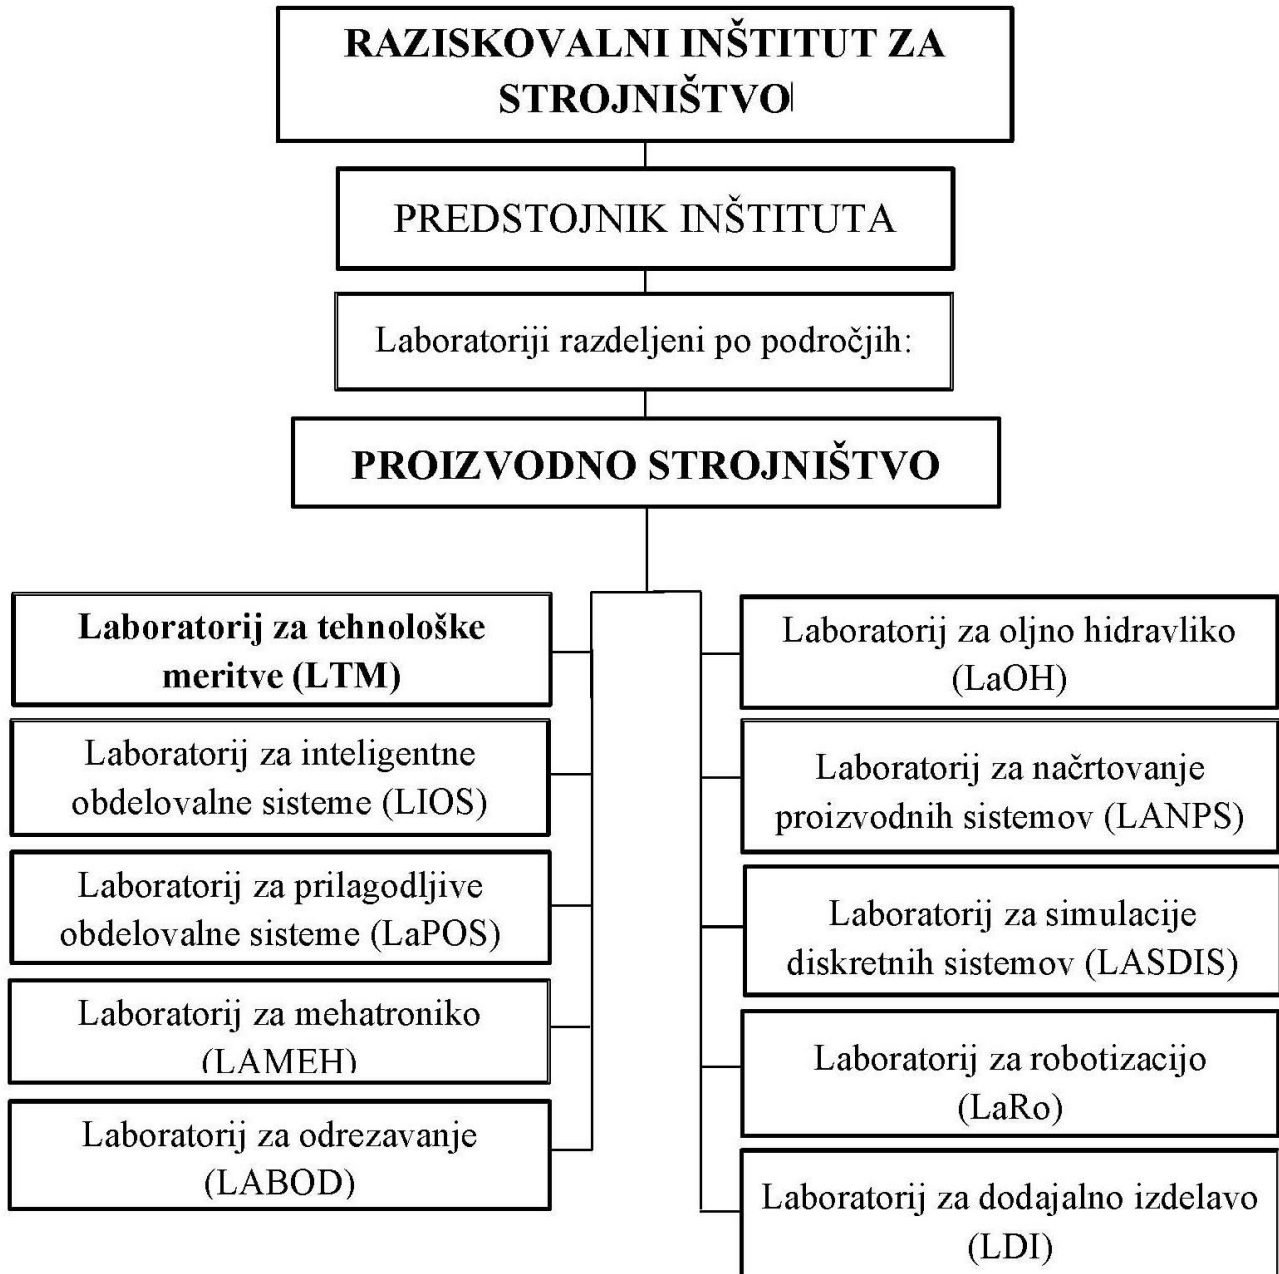 RAZISKOVALNI INŠTITUT ZA
STROJNIŠTVO
PREDSTOJNIK INŠTITUTA
Laboratoriji razdeljeni po področjih:
PROIZVODNO STROJNIŠTVO
Laboratorij za tehnološke
meritve (LTM)
Laboratorij za inteligentne
obdelovalne sisteme (LIOS)
Laboratorij za prilagodljive
obdelovalne sisteme (LaPOS)
Laboratorij za mehatroniko
(LAMEH)
Laboratorij za odrezavanje
(LABOD)
Laboratorij za oljno hidravliko
(LaOH)
Laboratorij za načrtovanje
proizvodnih sistemov (LANPS)
Laboratorij za simulacije
diskretnih sistemov (LASDIS)
Laboratorij za robotizacijo
(LaRo)
Laboratorij za dodajalno izdelavo
(LDI)